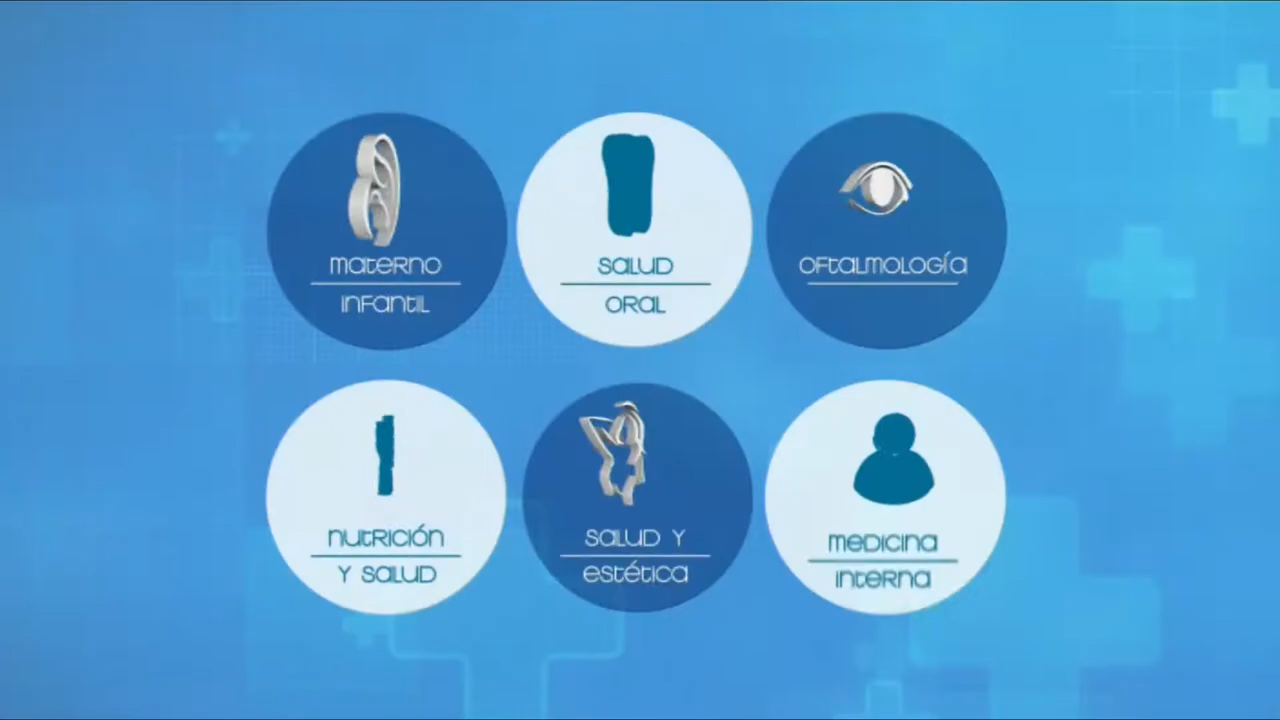 Materno
Infantil
Salud
Oral
Oftalmología
Nutrición
y Salud
Salud y
Estética
Medicina
Interna